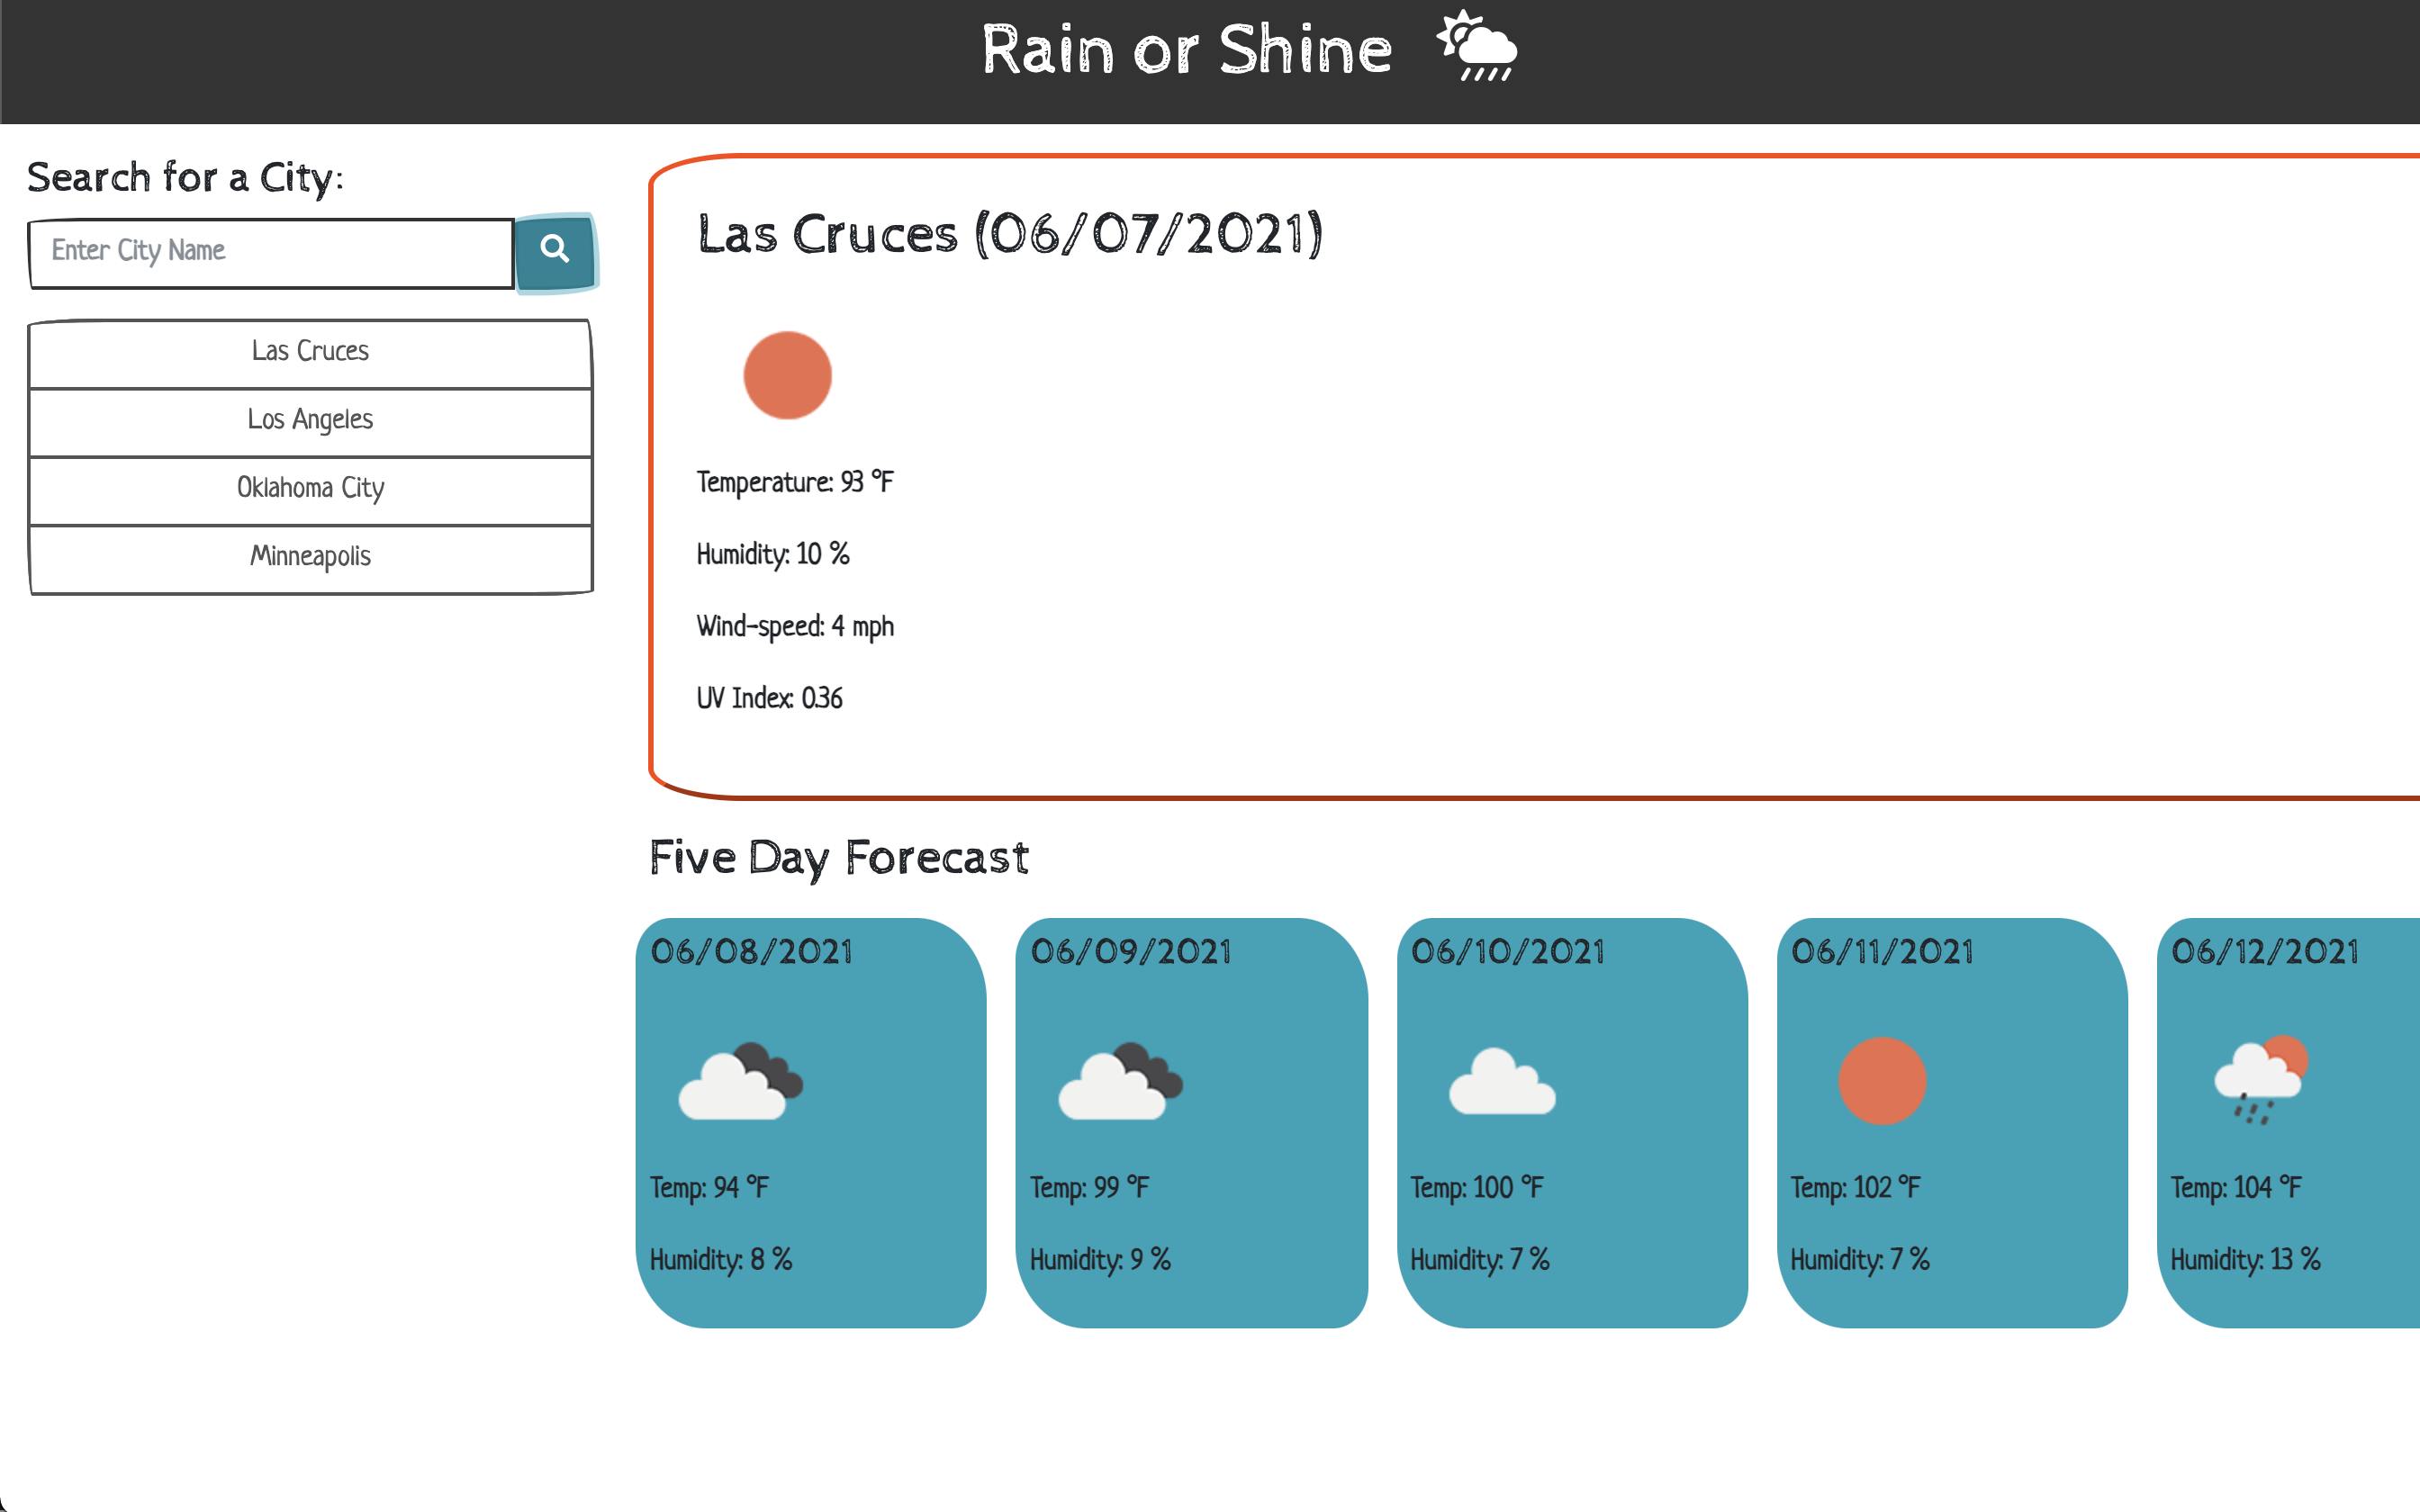 Rain or Shine
Search for a City:
Enter City Name
Las Cruces
Los Angeles
Oklahoma City
Minneapolis
Las Cruces (06/07/2021)
Temperature: 93 °F
Humidity: 10 %
Wind-speed: 4 mph
UV Index: 0.36
Five Day Forecast
06/08/2021
Temp: 94 °F
Humidity: 8 %
06/09/2021
Temp: 99 °F
Humidity: 9 %
06/10/2021
Temp: 100 °F
Humidity: 7 %
06/11/2021
Temp: 102 °F
Humidity: 7 %
06/12/2021
Temp: 104 °F
Humidity: 13 %